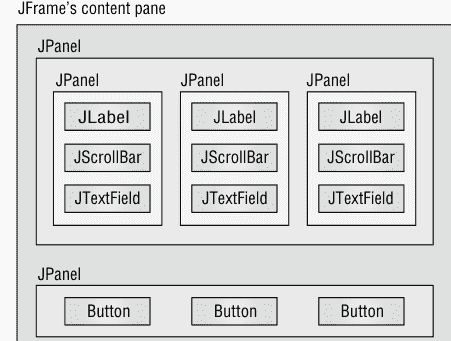 JFrame's content pane
JPanel
JPanel JPanel JPanel
JLabel JLabel JLabel
JScrollBar JScrollBar JScrollBar
JTextField JTextField JTextField
JPanel
Button Button Button